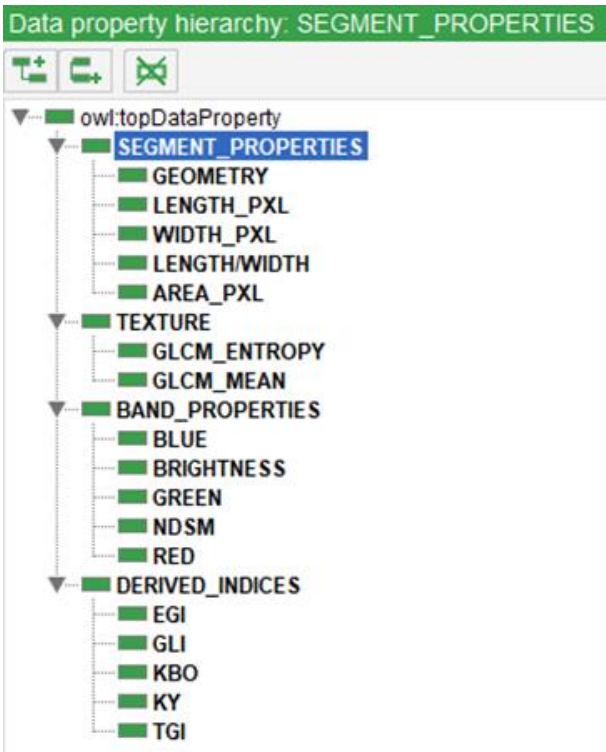 Data property hierarchy: SEGMENT_PROPERTIES
owl:topDataProperty
SEGMENT_PROPERTIES
GEOMETRY
LENGTH_PXL
WIDTH_PXL
LENGTH/WIDTH
AREA_PXL
TEXTURE
GLCM_ENTROPY
GLCM_MEAN
BAND_PROPERTIES
BLUE
BRIGHTNESS
GREEN
NDSM
RED
DERIVED_INDICES
EGI
GLI
KBO
KY
TGI